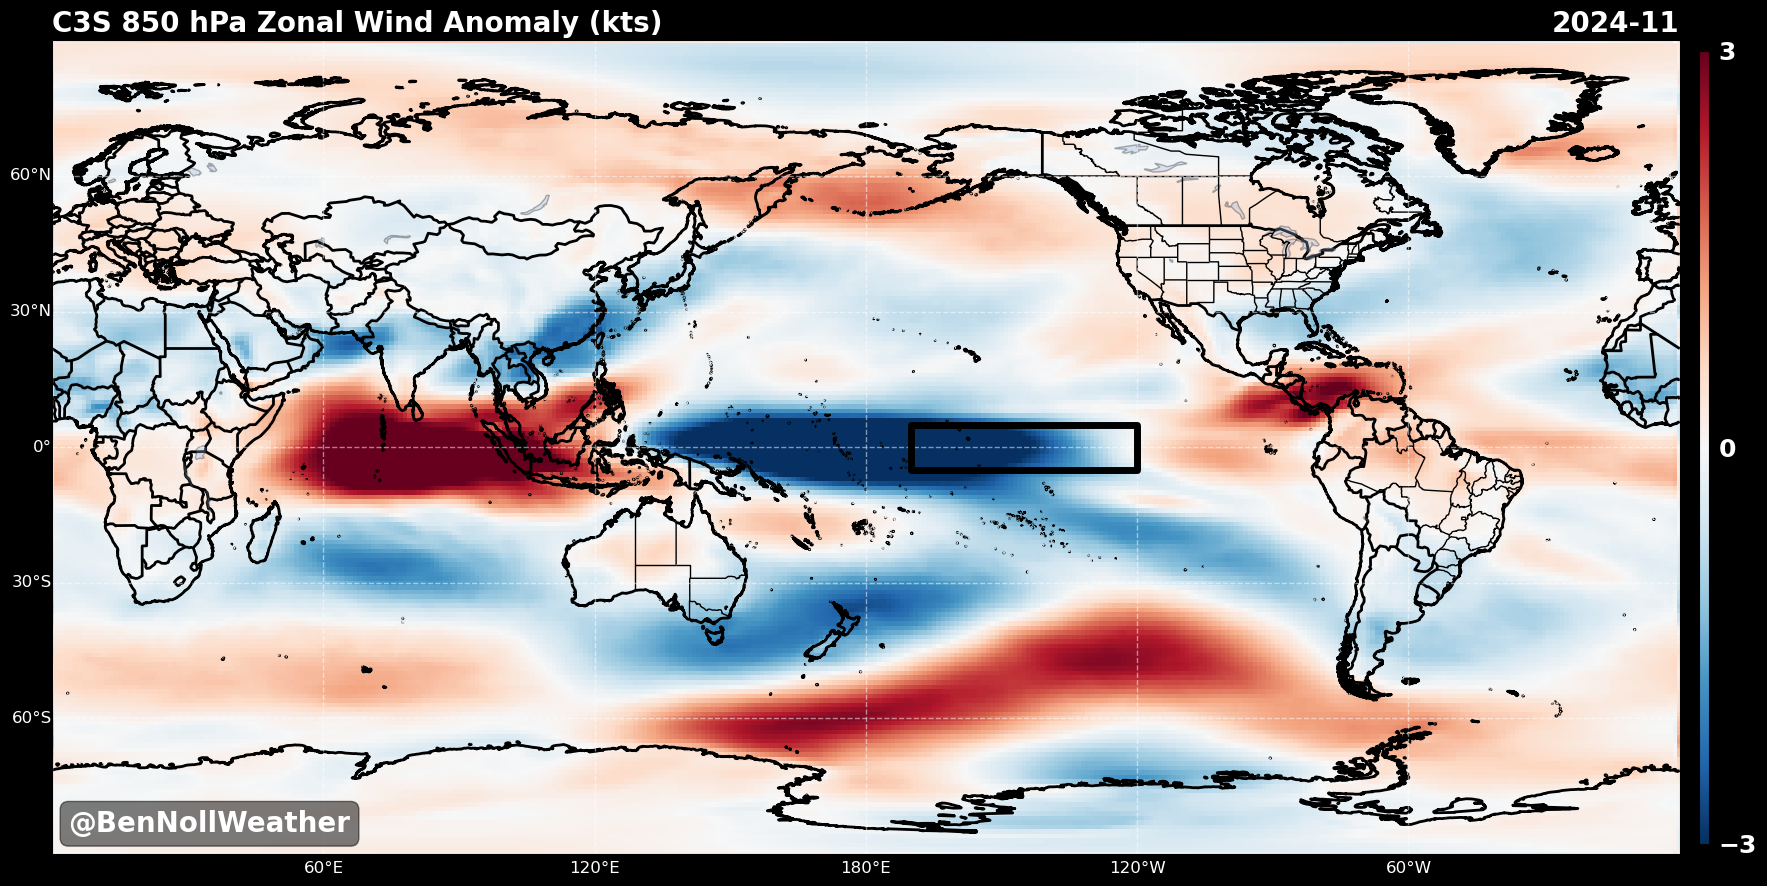 C3S 850 hPa Zonal Wind Anomaly (kts)
2024-11
3
60°N
30°N
0°
0
30°S
60°S
@BenNollWeather
−3
60°E
120°E
180°E
120°W
60°W